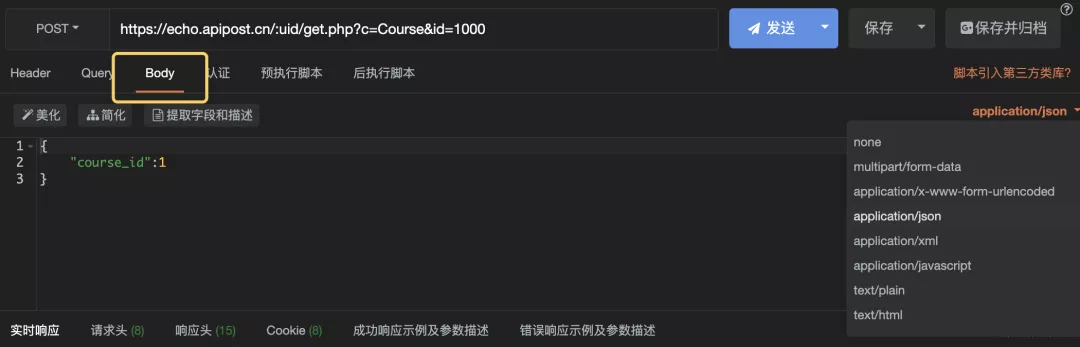 POST https://echo.apipost.cn/:uid/get.php?c=Course&id=1000 发送 保存 保存并归档
Header Query Body 认证 预执行脚本 后执行脚本 脚本引入第三方类库?
美化 简化 提取字段和描述 application/json
1 {
2 "course_id":1
3 }
none
multipart/form-data
application/x-www-form-urlencoded
application/json
application/xml
application/javascript
text/plain
text/html
实时响应 请求头 (8) 响应头 (15) Cookie (8) 成功响应示例及参数描述 错误响应示例及参数描述